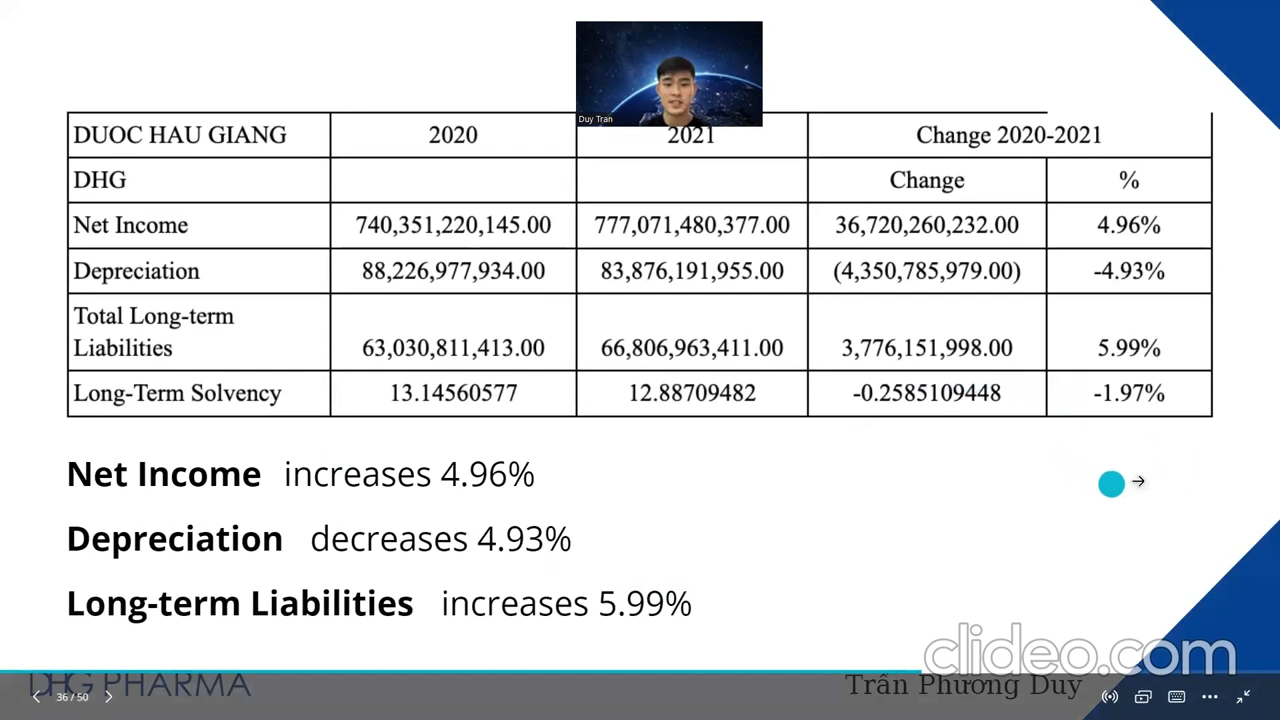 Duy Tran
DUOC HAU GIANG 2020 2021 Change 2020-2021
DHG Change %
Net Income 740,351,220,145.00 777,071,480,377.00 36,720,260,232.00 4.96%
Depreciation 88,226,977,934.00 83,876,191,955.00 (4,350,785,979.00) -4.93%
Total Long-term
Liabilities 63,030,811,413.00 66,806,963,411.00 3,776,151,998.00 5.99%
Long-Term Solvency 13.14560577 12.88709482 -0.2585109448 -1.97%
Net Income increases 4.96%
Depreciation decreases 4.93%
Long-term Liabilities increases 5.99%
clideo.com
DHG PHARMA
36 / 50
Trần Phương Duy